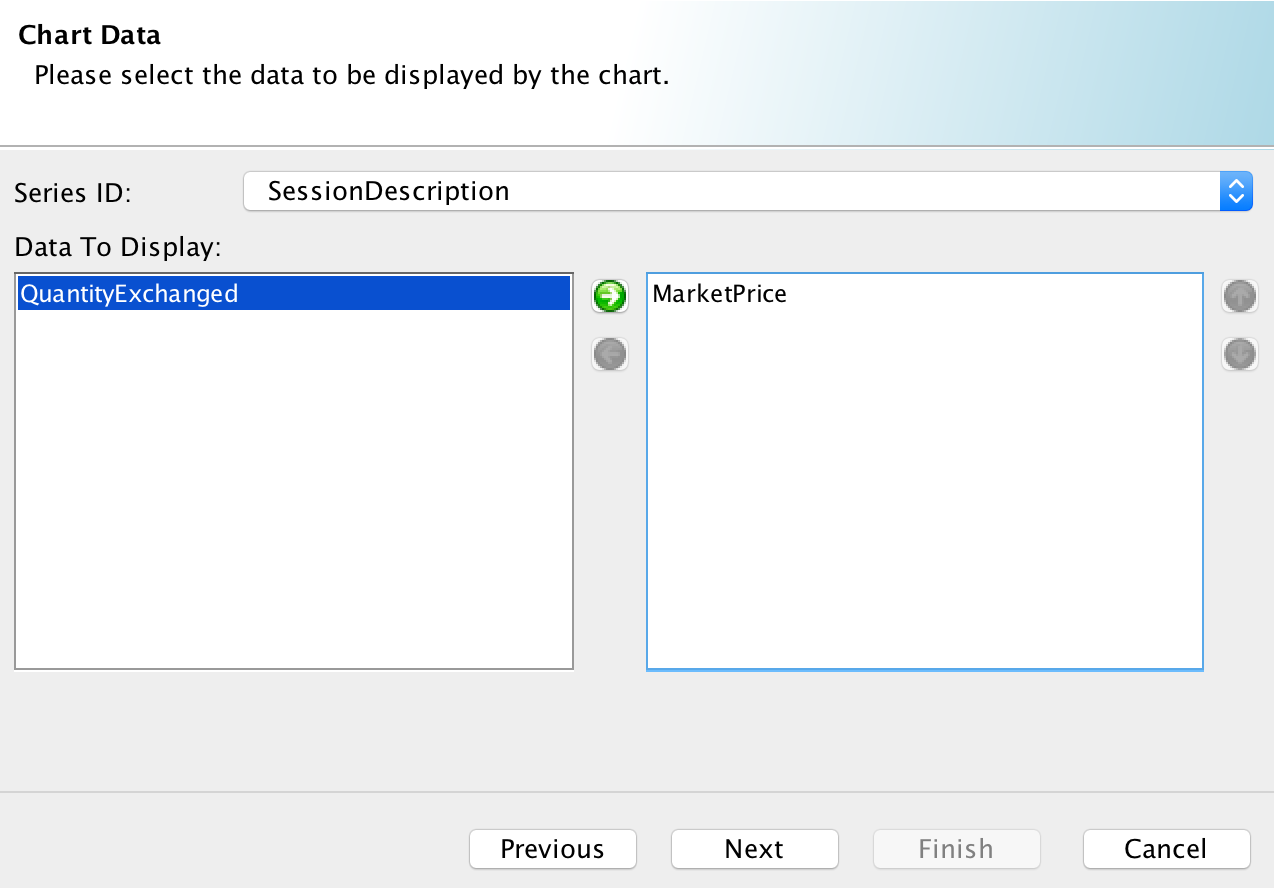 Chart Data
Please select the data to be displayed by the chart.
Series ID:
SessionDescription
Data To Display:
QuantityExchanged
MarketPrice
Previous
Next
Finish
Cancel